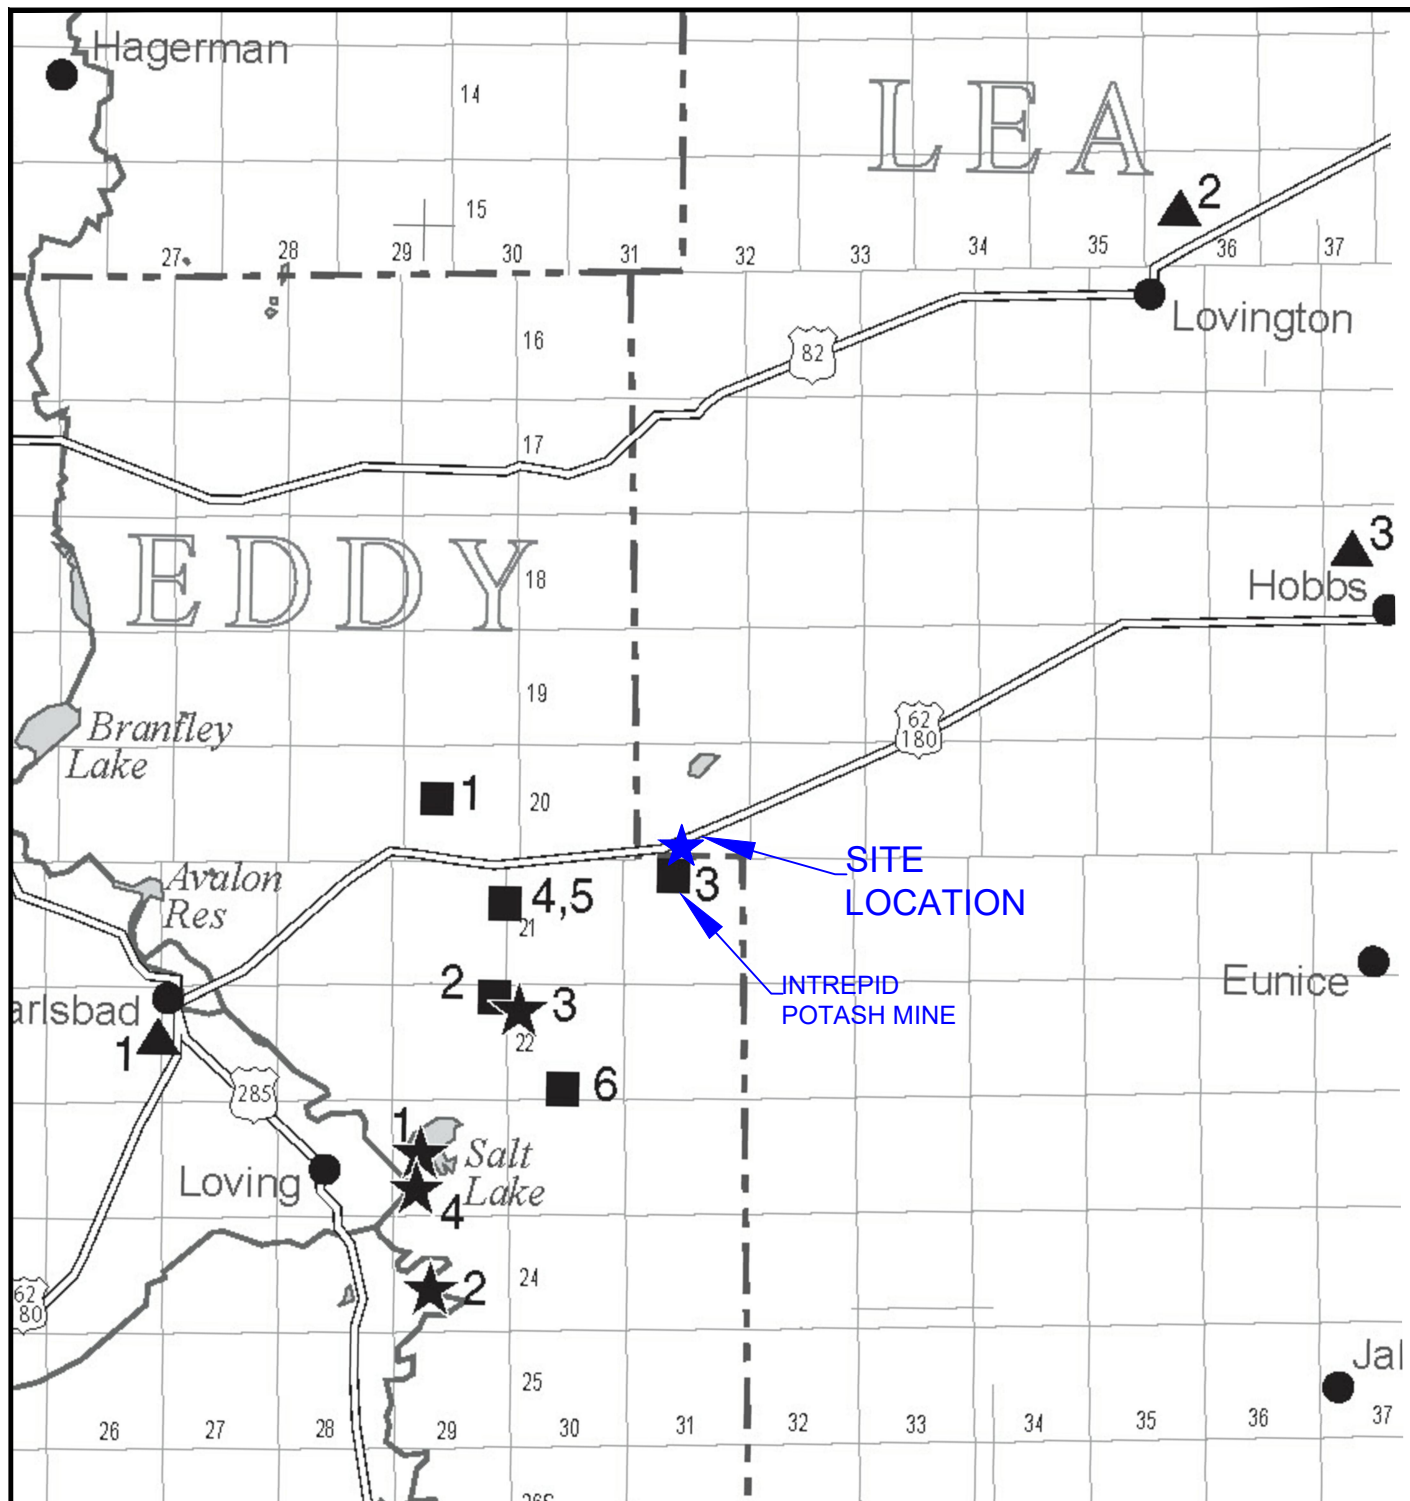 Hagerman
14
LEA
2
15
27
28
29
30
31
32
33
34
35
36
37
Lovington
16
82
17
3
EDDY
18
Hobbs
19
62
180
Brantley
Lake
1
20
SITE
LOCATION
Avalon
Res
4,5
21
3
INTREPID
POTASH MINE
Eunice
2
3
arlsbad
1
22
6
285
1
Salt
Lake
Loving
4
2
24
62
80
Jal
25
26
27
28
29
30
31
32
33
34
35
36
37
26S